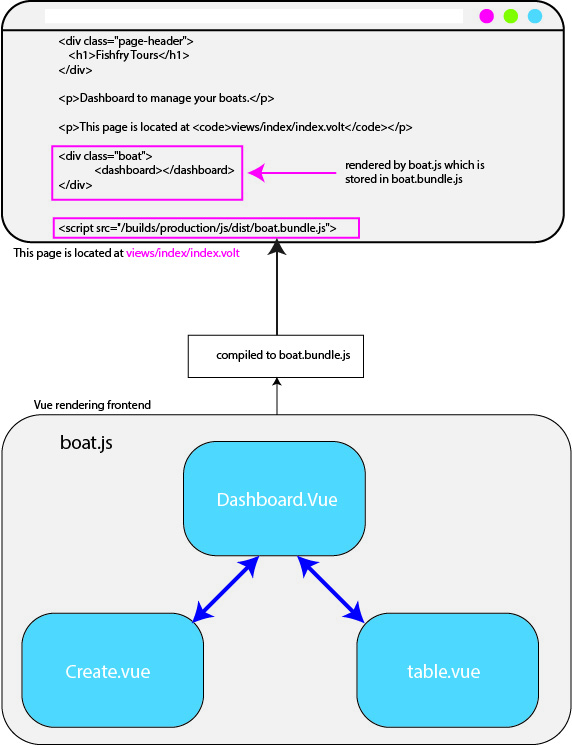 <div class="page-header">
<h1>Fishfry Tours</h1>
</div>
<p>Dashboard to manage your boats.</p>
<p>This page is located at <code>views/index/index.volt</code></p>
<div class="boat">
<dashboard></dashboard>
</div>
rendered by boat.js which is
stored in boat.bundle.js
<script src="/builds/production/js/dist/boat.bundle.js">
This page is located at views/index/index.volt
compiled to boat.bundle.js
Vue rendering frontend
boat.js
Dashboard.Vue
Create.vue
table.vue